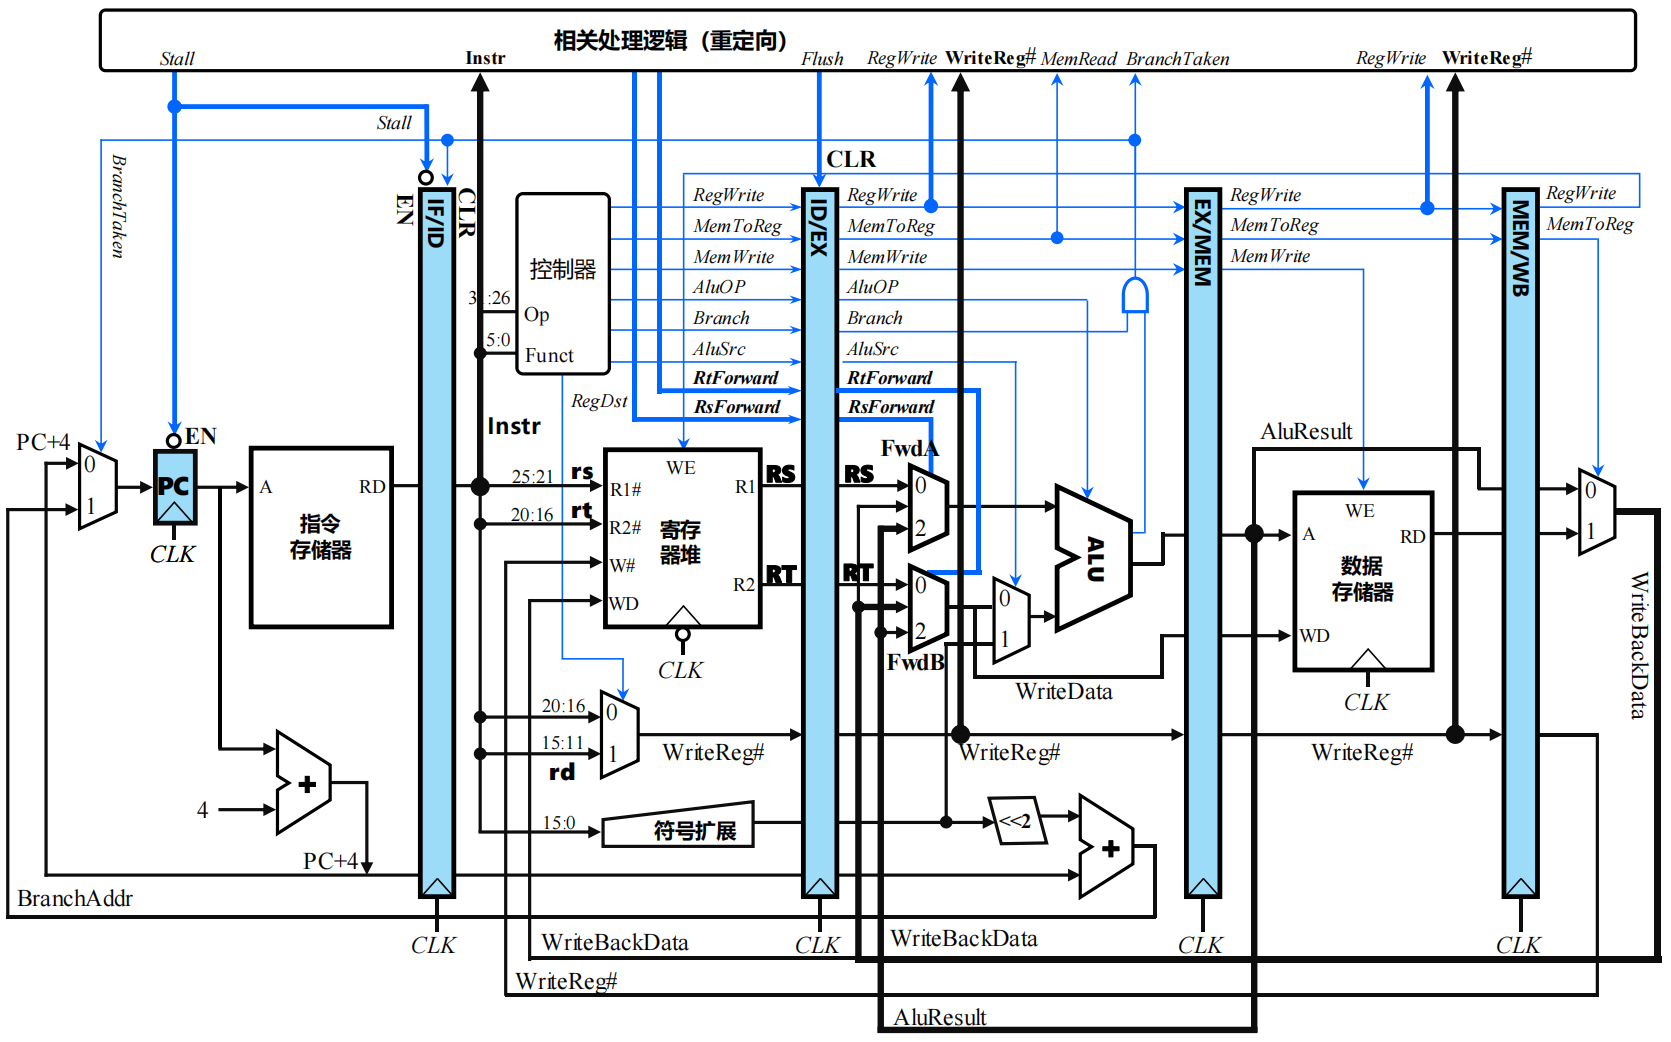 相关处理逻辑（重定向）
Stall
Instr
Flush
RegWrite
WriteReg#
MemRead
BranchTaken
RegWrite
WriteReg#
Stall
BranchTaken
CLR
EN
IF/ID
CLR
ID/EX
EX/MEM
MEM/WB
控制器
Op
Funct
31:26
5:0
RegWrite
MemToReg
MemWrite
AluOP
Branch
AluSrc
RtForward
RsForward
RegDst
RegWrite
MemToReg
MemWrite
AluOP
Branch
AluSrc
RtForward
RsForward
RegWrite
MemToReg
MemWrite
RegWrite
MemToReg
PC+4
0
1
EN
PC
CLK
A
RD
指令
存储器
Instr
25:21
rs
20:16
rt
WE
R1#
R2#
W#
WD
R1
R2
寄存
器堆
CLK
RS
RS
RT
RT
FwdA
0
2
0
2
FwdB
0
1
ALU
AluResult
WE
A
RD
WD
数据
存储器
CLK
0
1
WriteData
WriteBackData
20:16
15:11
rd
0
1
WriteReg#
WriteReg#
WriteReg#
4
+
PC+4
15:0
符号扩展
<<2
+
BranchAddr
CLK
CLK
CLK
CLK
WriteBackData
WriteBackData
WriteReg#
AluResult